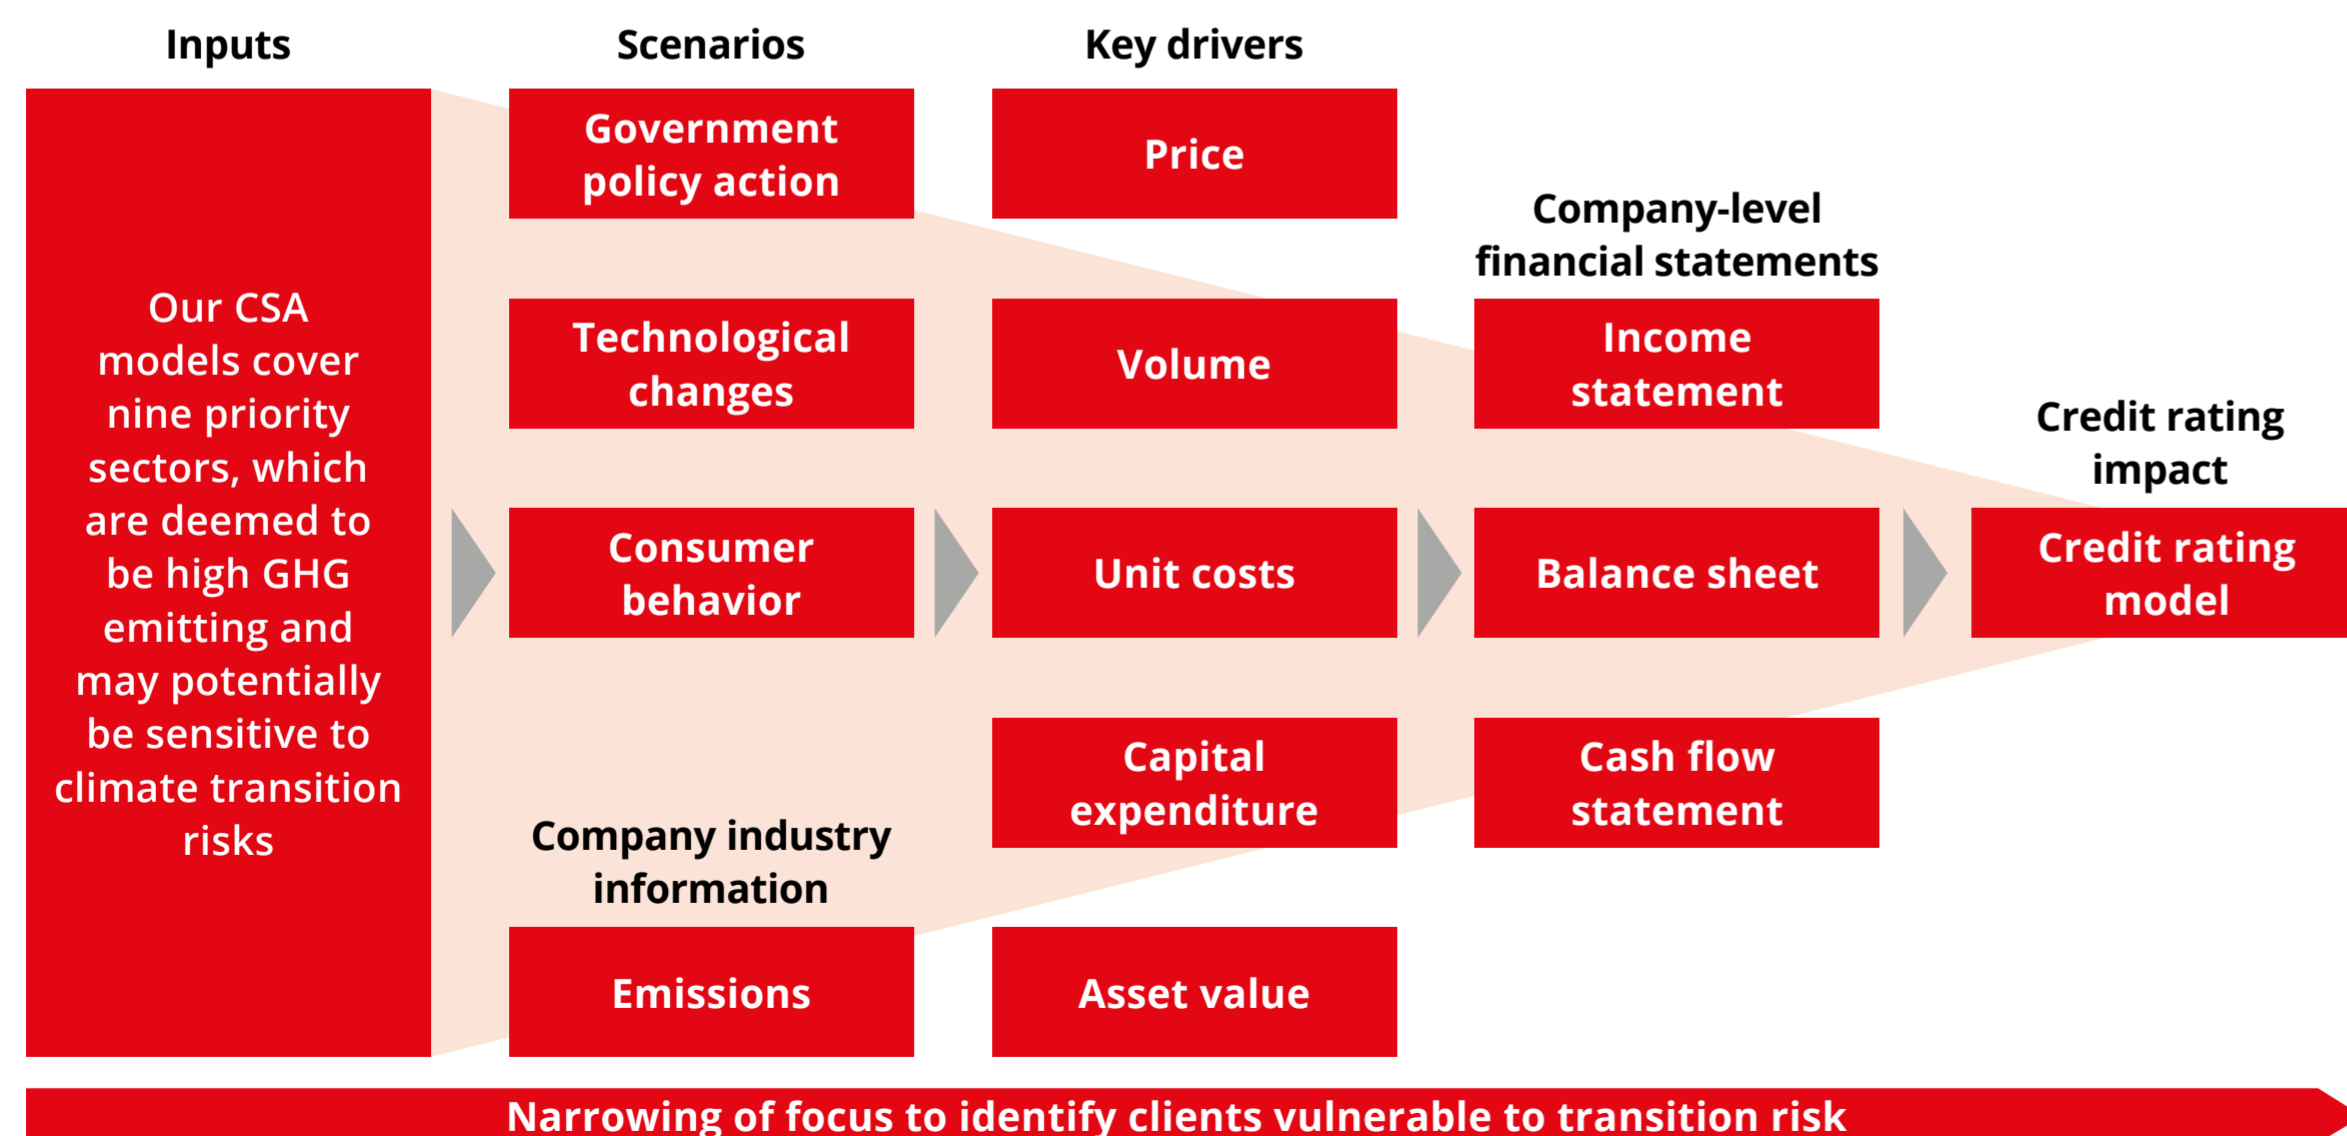 Inputs
Our CSA
models cover
nine priority
sectors, which
are deemed to
be high GHG
emitting and
may potentially
be sensitive to
climate transition
risks
Scenarios
Government
policy action
Technological
changes
Consumer
behavior
Company industry
information
Emissions
Key drivers
Price
Volume
Unit costs
Capital
expenditure
Asset value
Company-level
financial statements
Income
statement
Balance sheet
Cash flow
statement
Credit rating
impact
Credit rating
model
Narrowing of focus to identify clients vulnerable to transition risk